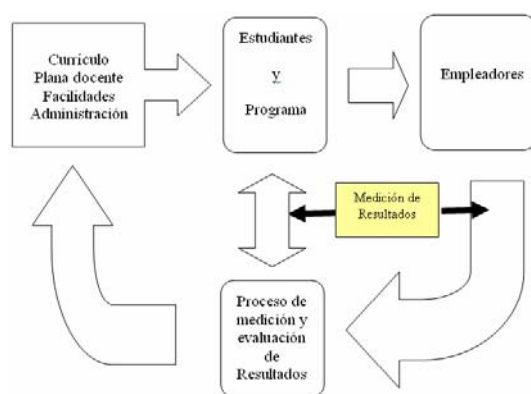 Currículo
Plana docente
Facilidades
Administración
Estudiantes
y
Programa
Empleadores
Medición de
Resultados
Proceso de
medición y
evaluación
de
Resultados